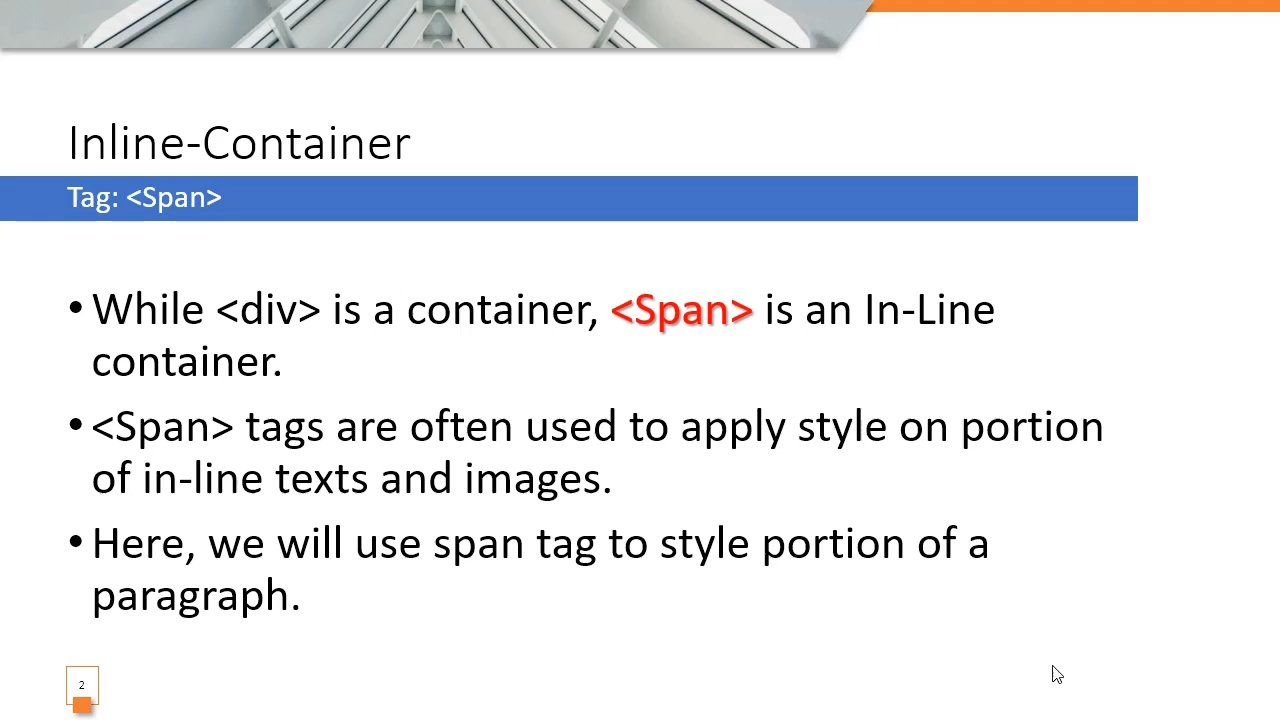 Inline-Container
Tag: <Span>
• While <div> is a container, <Span> is an In-Line
container.
• <Span> tags are often used to apply style on portion
of in-line texts and images.
• Here, we will use span tag to style portion of a
paragraph.
2